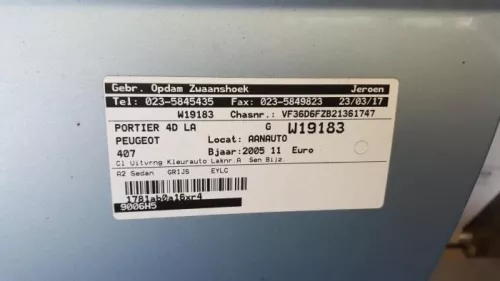 Gebr. Opdam Zwaanshoek Jeroen
Tel: 023-5845435 Fax: 023-5849823 23/03/17
W19183 Chasnr.: VF36D6FZB21361747
PORTIER 4D LA G W19183
PEUGEOT Locat: AANAUTO
407 Bjaar:2005 11 Euro
Cl Uitvrng Kleurauto Laknr.A Sen Bijz.
A2 Sedan GRIJS EYLC
1781ab0a16xr4
9006H5